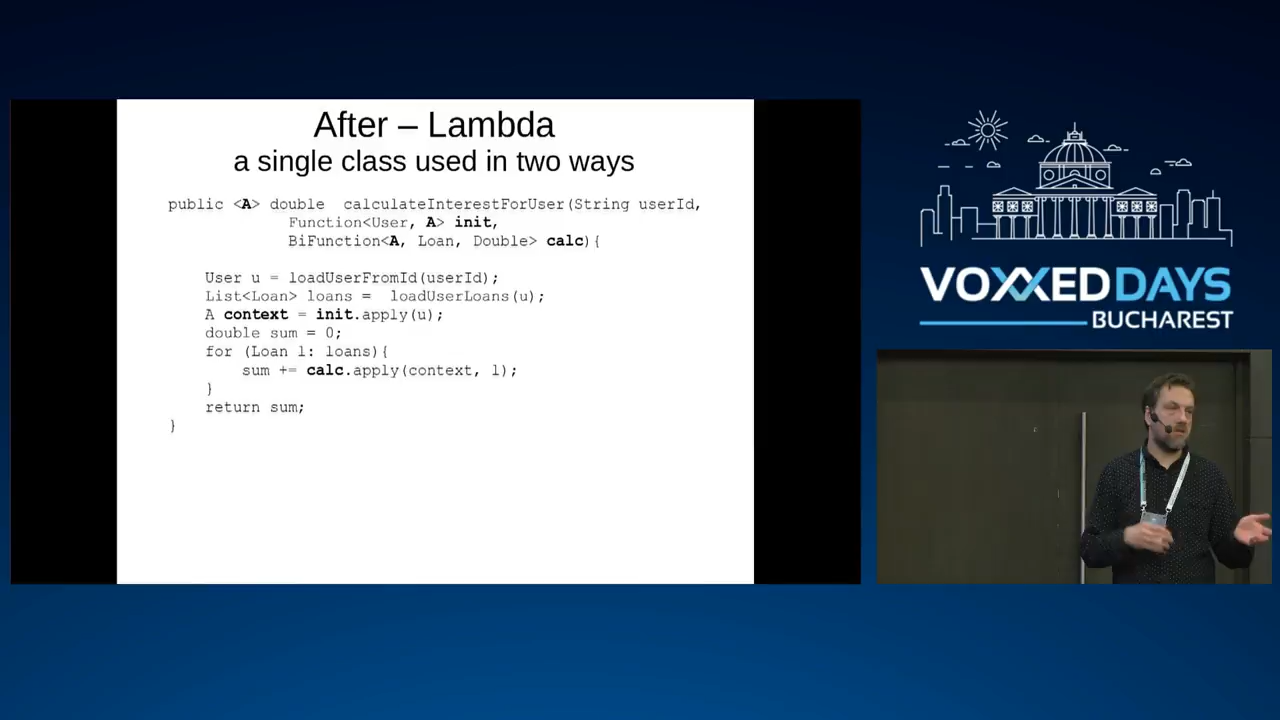 After – Lambda
a single class used in two ways
public <A> double  calculateInterestForUser(String userId,
             Function<User, A> init,
             BiFunction<A, Loan, Double> calc){
    User u = loadUserFromId(userId);
    List<Loan> loans =  loadUserLoans(u);
    A context = init.apply(u);
    double sum = 0;
    for (Loan l: loans){
        sum += calc.apply(context, l);
    }
    return sum;
}
VOXXED DAYS
BUCHAREST